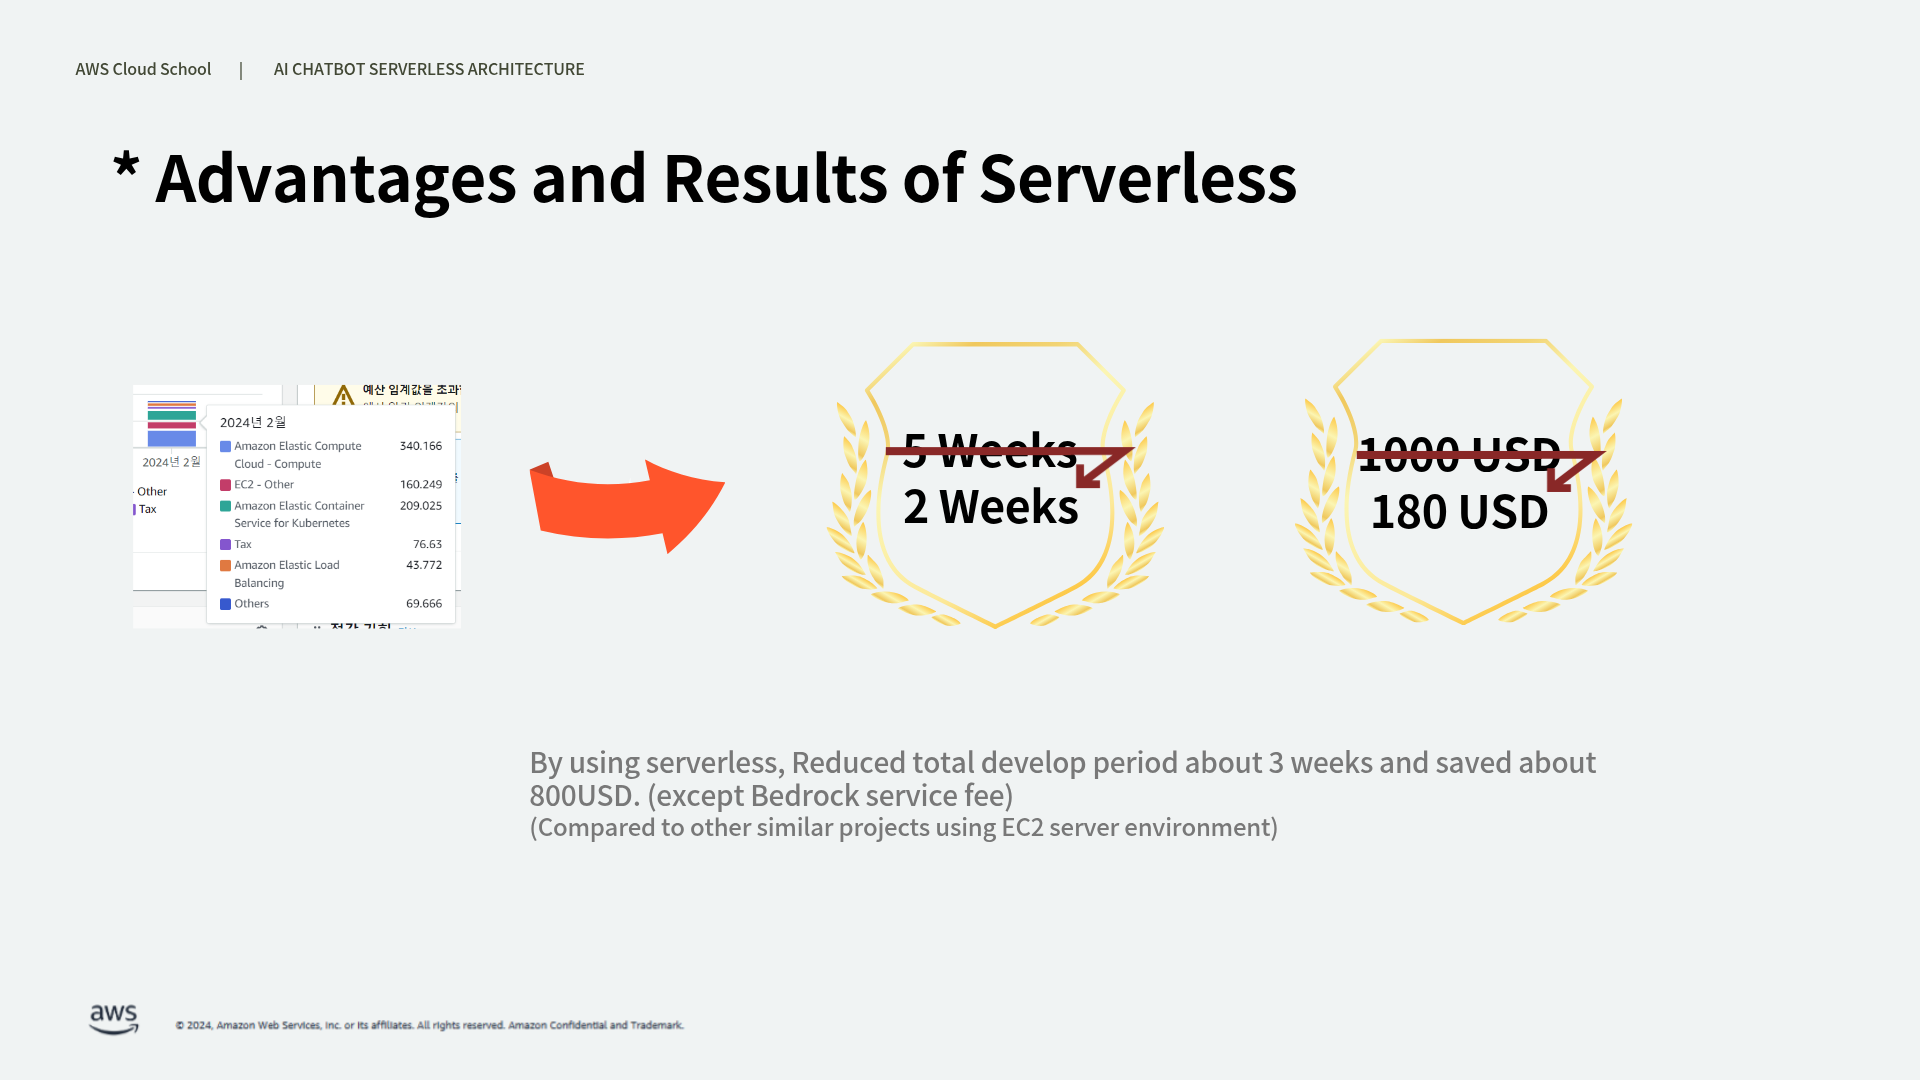 AWS Cloud School | AI CHATBOT SERVERLESS ARCHITECTURE
* Advantages and Results of Serverless
2024년 2월
- Other
Tax
2024년 2월
Amazon Elastic Compute 340.166
Cloud - Compute
EC2 - Other 160.249
Amazon Elastic Container 209.025
Service for Kubernetes
Tax 76.63
Amazon Elastic Load 43.772
Balancing
Others 69.666
예산 임계값을 초과
5 Weeks
2 Weeks
1000 USD
180 USD
By using serverless, Reduced total develop period about 3 weeks and saved about
800USD. (except Bedrock service fee)
(Compared to other similar projects using EC2 server environment)
aws
© 2024, Amazon Web Services, Inc. or its affiliates. All rights reserved. Amazon Confidential and Trademark.